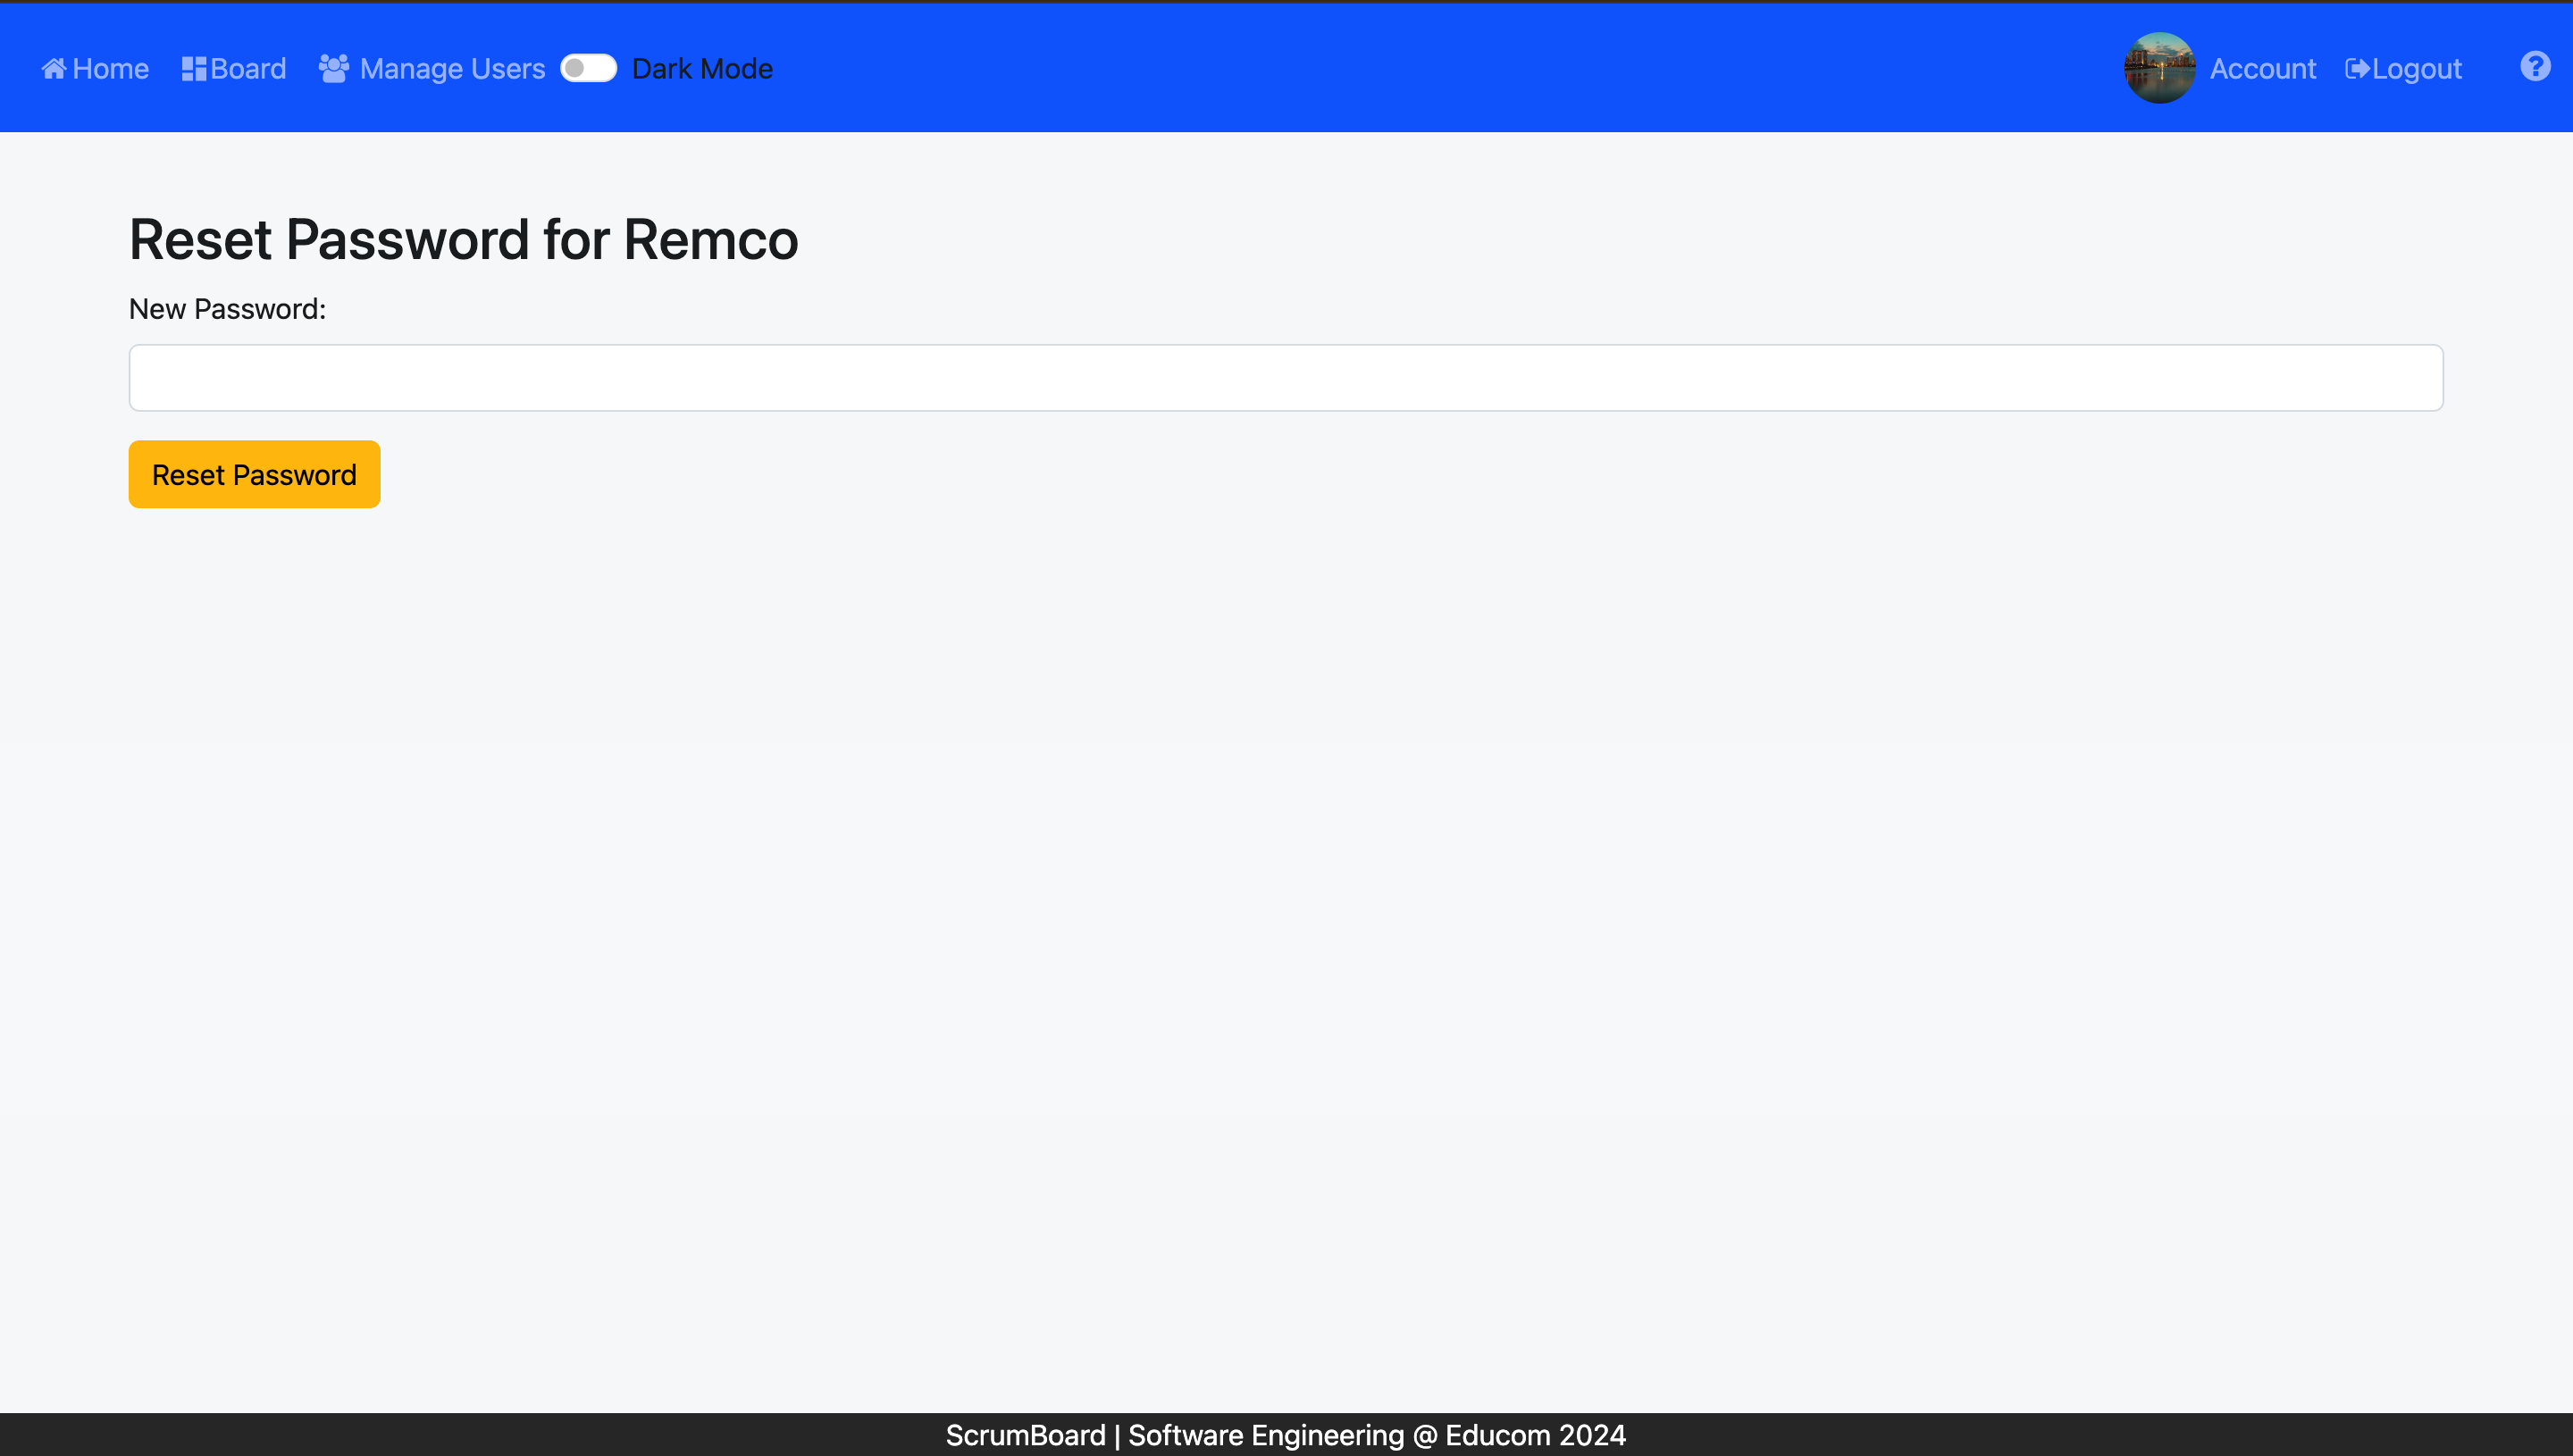 Home Board Manage Users Dark Mode Account Logout ?
Reset Password for Remco
New Password:
Reset Password
ScrumBoard | Software Engineering @ Educom 2024